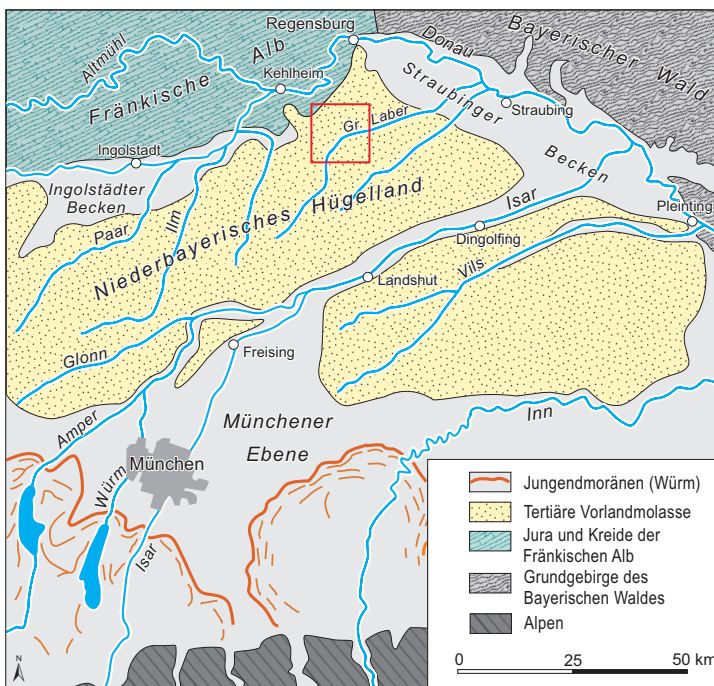 Regensburg
Donau
Bayerischer Wald
Altmühl
Fränkische Alb
Kehlheim
Straubinger
Becken
Straubing
Gr. Laber
Ingolstadt
Ingolstädter
Becken
Isar
Pleinting
Paar
Ilm
Niederbayerisches Hügelland
Dingolfing
Vils
Landshut
Glonn
Freising
Amper
Münchener
Ebene
Inn
Würm
München
Isar
Jungendmoränen (Würm)
Tertiäre Vorlandmolasse
Jura und Kreide der
Fränkischen Alb
Grundgebirge des
Bayerischen Waldes
Alpen
N
0 25 50 km